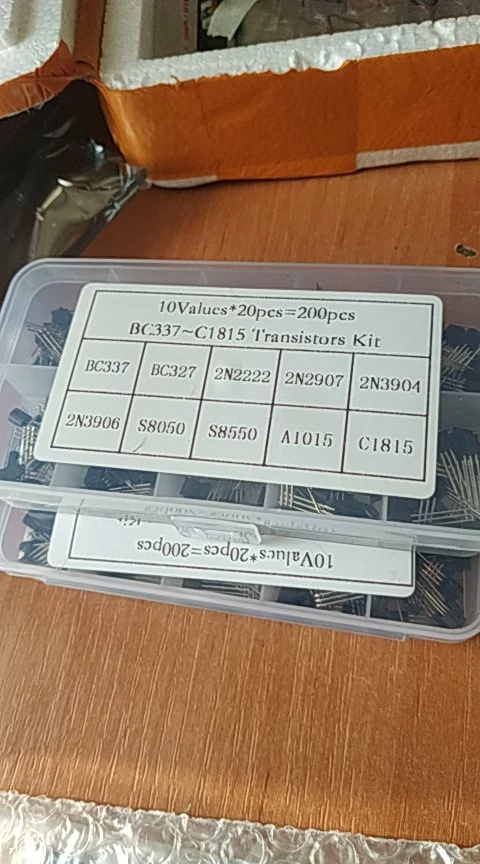 10Values*20pcs=200pcs
BC337~C1815 Transistors Kit
BC337 BC327 2N2222 2N2907 2N3904
2N3906 S8050 S8550 A1015 C1815
10Values*20pcs=200pcs